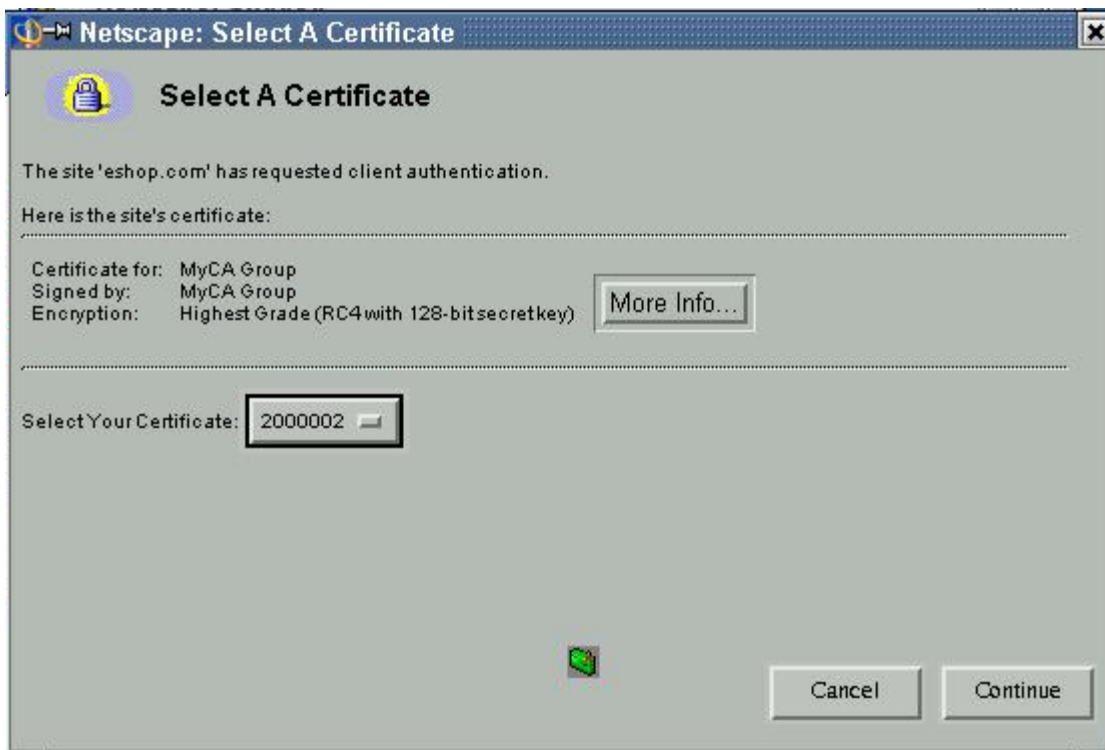 Netscape: Select A Certificate
Select A Certificate
The site 'eshop.com' has requested client authentication.
Here is the site's certificate:
Certificate for: MyCA Group
Signed by: MyCA Group
Encryption: Highest Grade (RC4 with 128-bit secret key)
More Info...
Select Your Certificate: 2000002
Cancel Continue